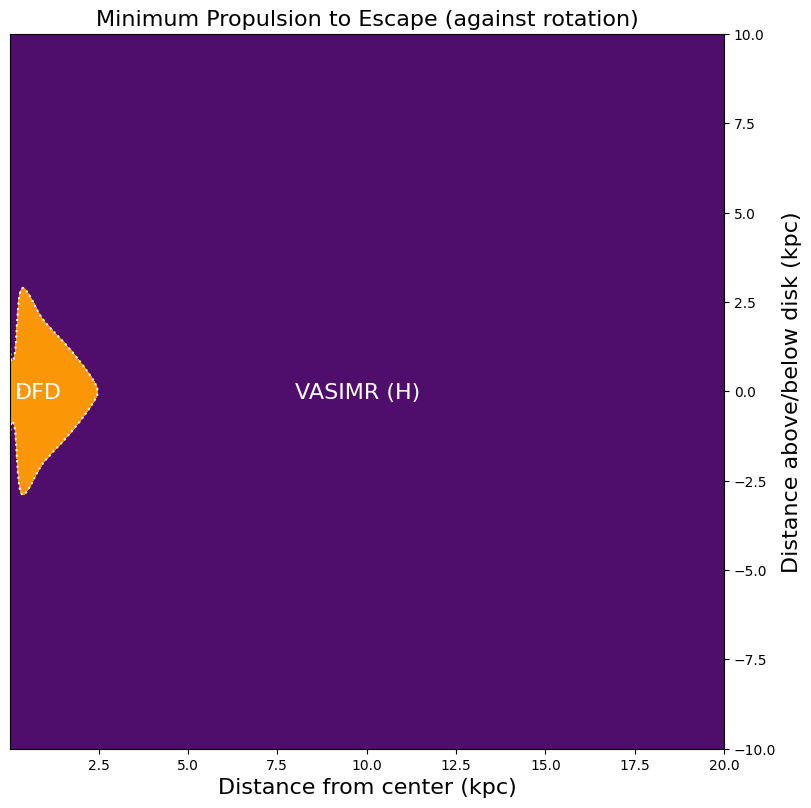 Minimum Propulsion to Escape (against rotation)
10.0
7.5
5.0
2.5
0.0
−2.5
−5.0
−7.5
−10.0
Distance above/below disk (kpc)
DFD
VASIMR (H)
2.5 5.0 7.5 10.0 12.5 15.0 17.5 20.0
Distance from center (kpc)